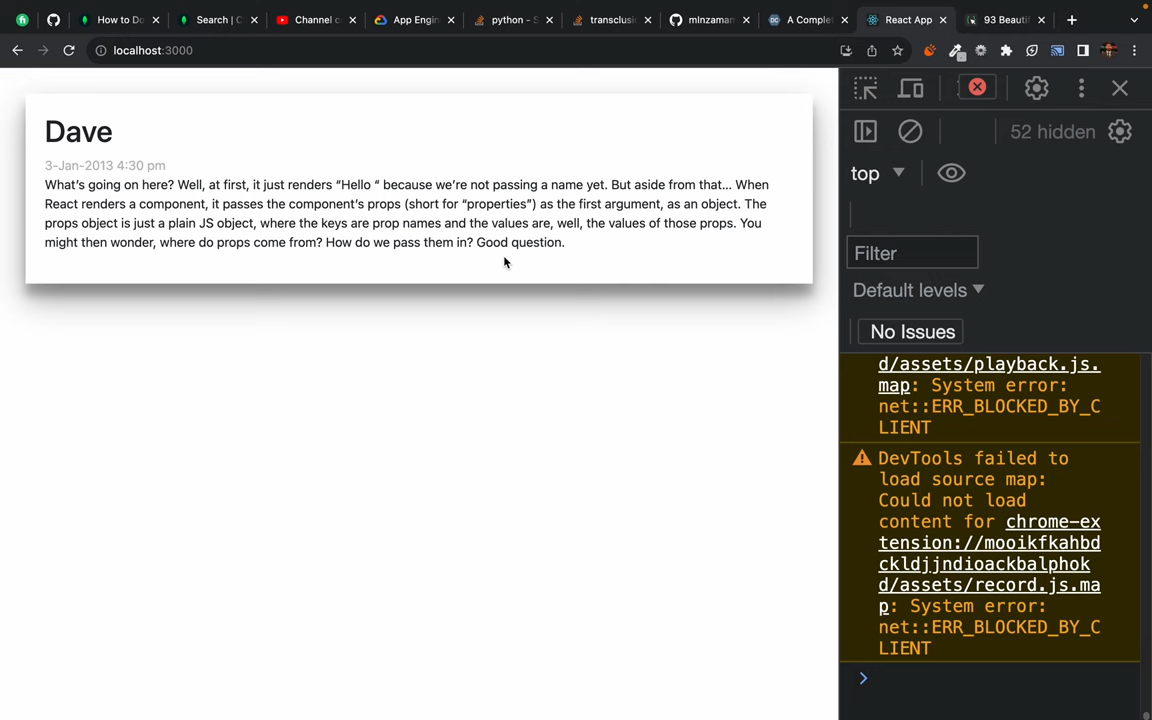 How to Do
Search | C
Channel co
App Engin
python - S
transclusio
mlnzaman
A Complet
React App
93 Beauti
localhost:3000
Dave
3-Jan-2013 4:30 pm
What’s going on here? Well, at first, it just renders “Hello “ because we’re not passing a name yet. But aside from that… When
React renders a component, it passes the component’s props (short for “properties”) as the first argument, as an object. The
props object is just a plain JS object, where the keys are prop names and the values are, well, the values of those props. You
might then wonder, where do props come from? How do we pass them in? Good question.
52 hidden
top
Filter
Default levels
No Issues
d/assets/playback.js.
map: System error:
net::ERR_BLOCKED_BY_C
LIENT
DevTools failed to
load source map:
Could not load
content for chrome-ex
tension://mooikfkahbd
ckldjjndioackbalphok
d/assets/record.js.ma
p: System error:
net::ERR_BLOCKED_BY_C
LIENT